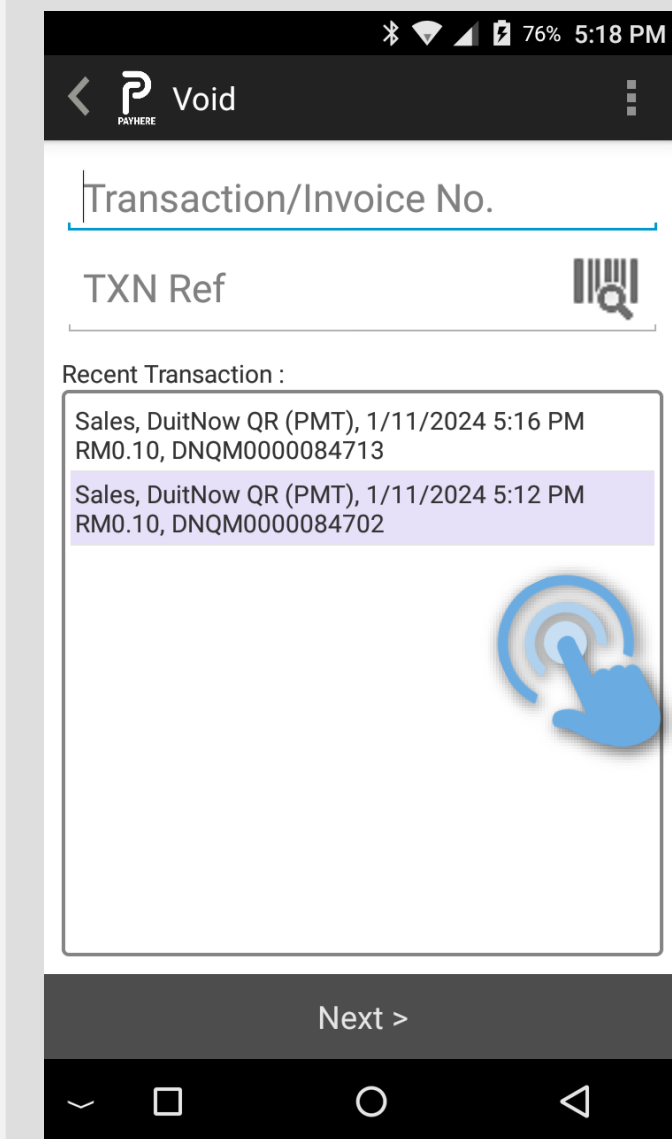 76% 5:18 PM
PAYHERE
Void
Transaction/Invoice No.
TXN Ref
Recent Transaction :
Sales, DuitNow QR (PMT), 1/11/2024 5:16 PM
RM0.10, DNQM0000084713
Sales, DuitNow QR (PMT), 1/11/2024 5:12 PM
RM0.10, DNQM0000084702
Next >